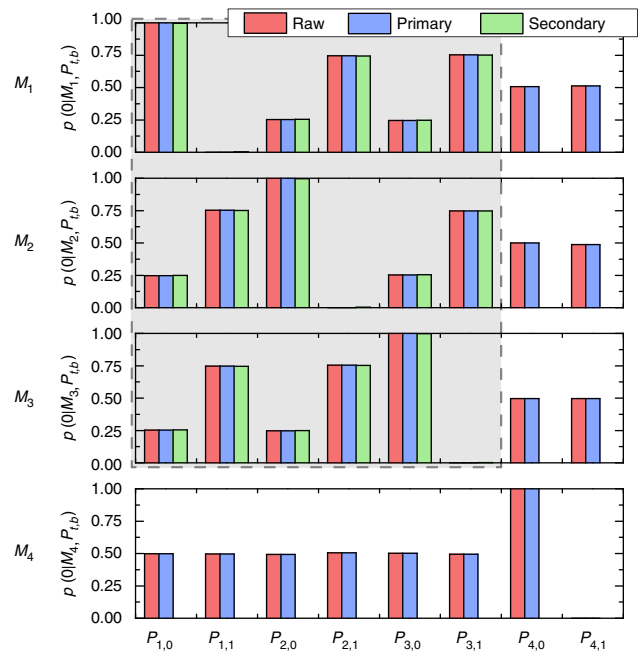 Raw Primary Secondary
M1
p (0|M1, Pt,b)
1.00
0.75
0.50
0.25
0.00
M2
p (0|M2, Pt,b)
1.00
0.75
0.50
0.25
0.00
M3
p (0|M3, Pt,b)
1.00
0.75
0.50
0.25
0.00
M4
p (0|M4, Pt,b)
1.00
0.75
0.50
0.25
0.00
P1,0 P1,1 P2,0 P2,1 P3,0 P3,1 P4,0 P4,1